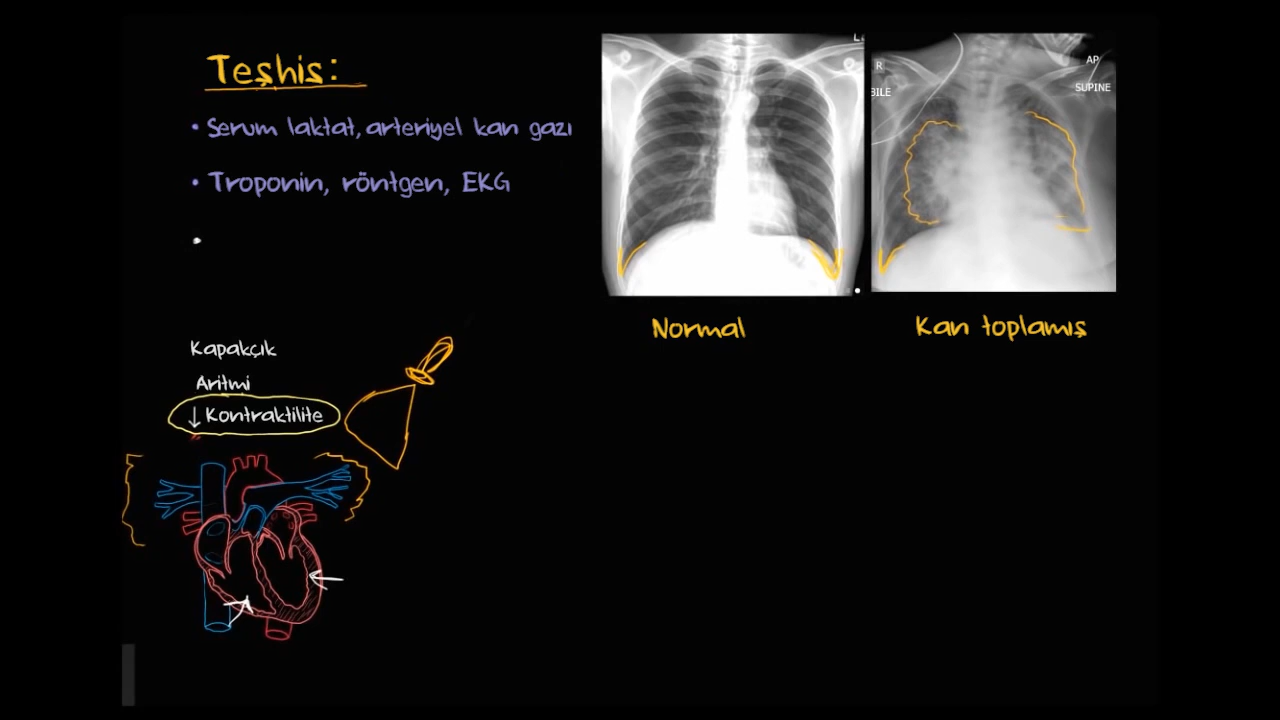 Teşhis:
• Serum laktat, arteriyel kan gazı
• Troponin, röntgen, EKG
•
Kapakçık
Aritmi
↓ Kontraktilite
L
R
BILE
AP
SUPINE
Normal
Kan toplamış